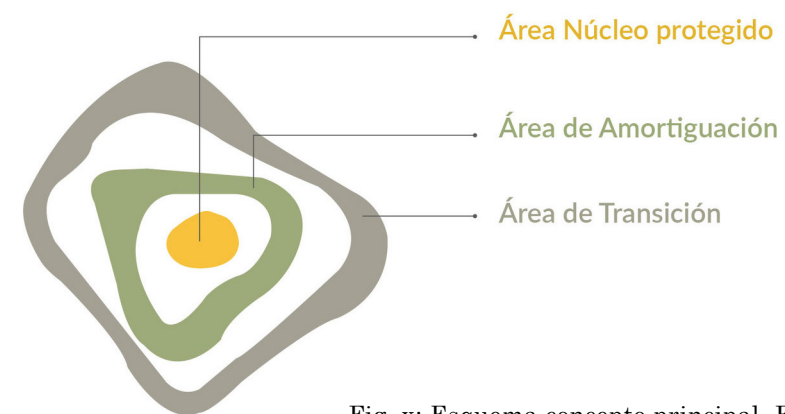 Área Núcleo protegido
Área de Amortiguación
Área de Transición
Fig. x: Esquema concepto principal.